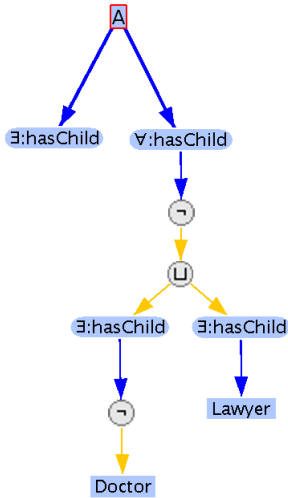 A
∃:hasChild ∀:hasChild
¬
⊔
∃:hasChild ∃:hasChild
¬ Lawyer
Doctor